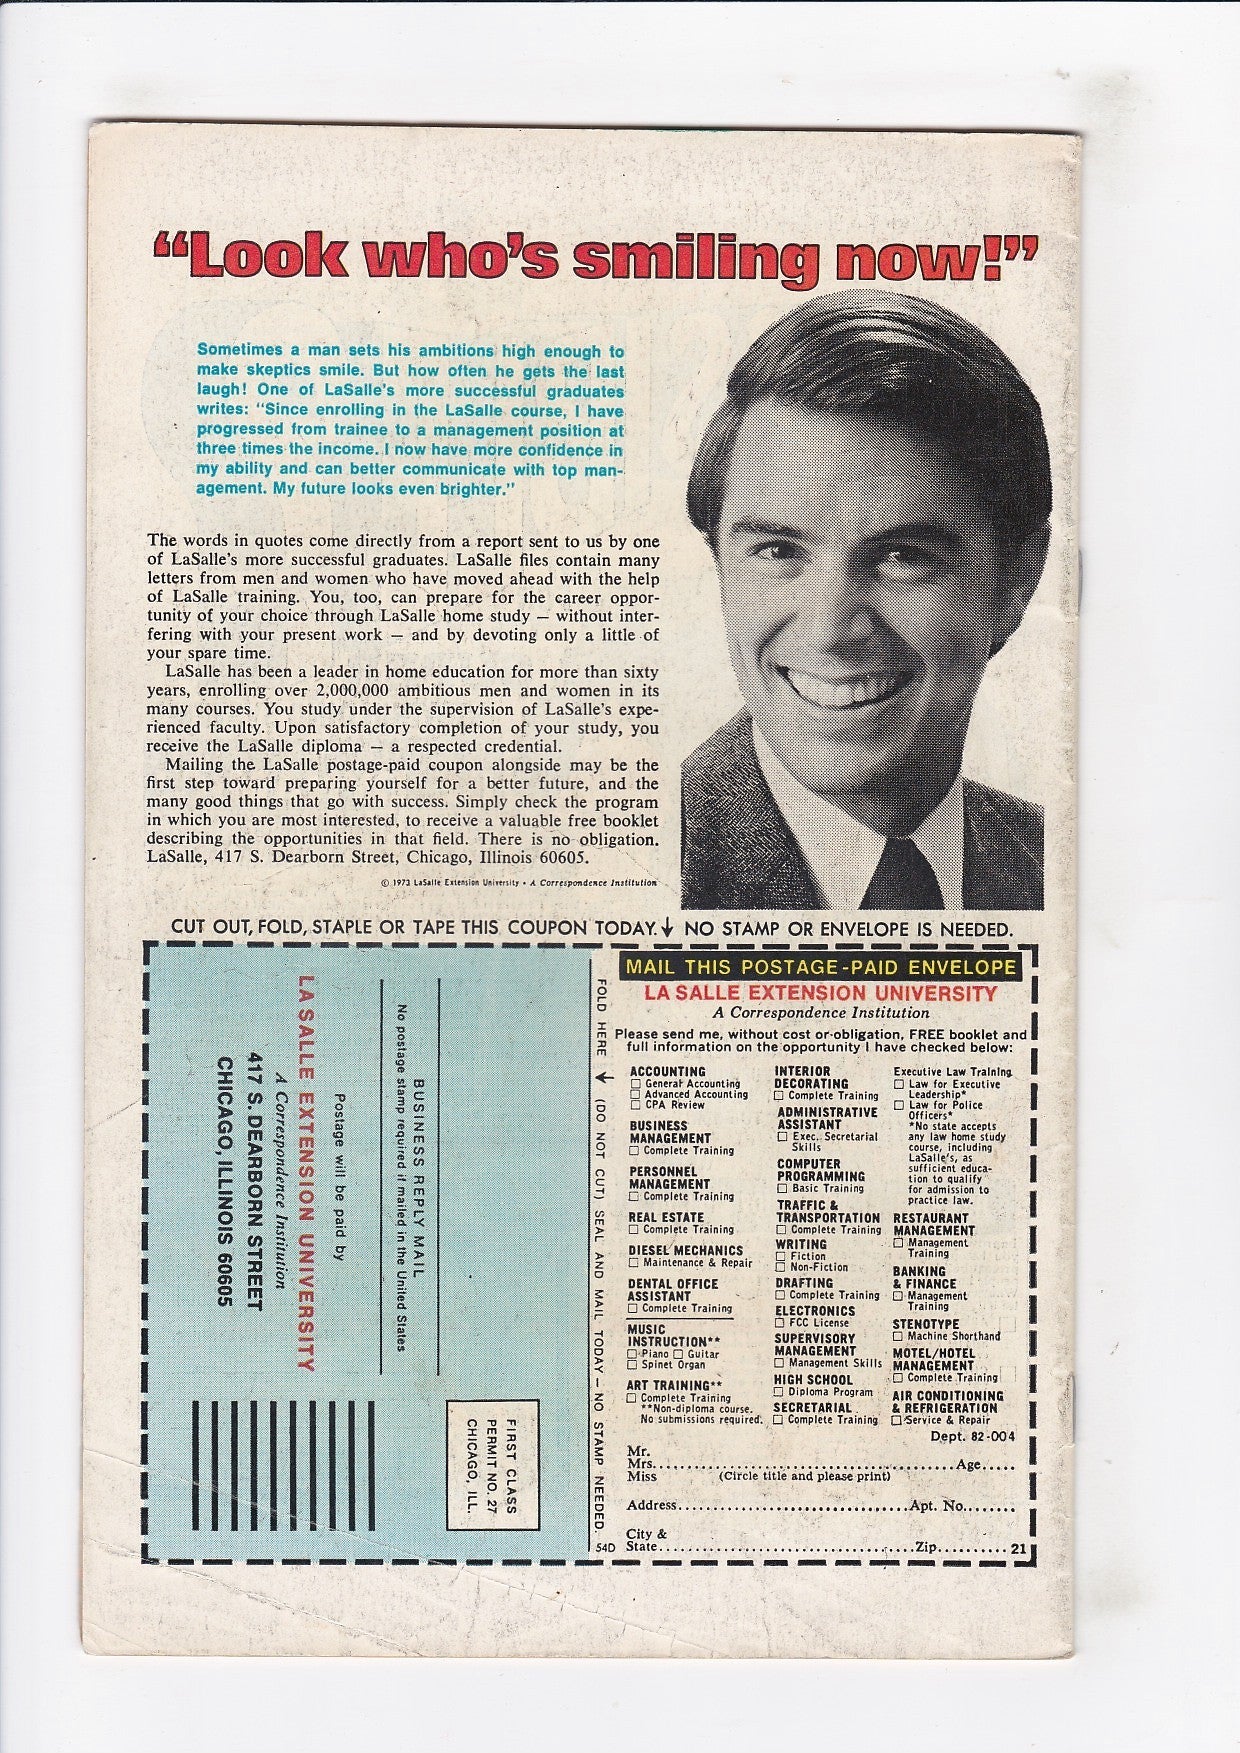 “Look who’s smiling now!”
Sometimes a man sets his ambitions high enough to
make skeptics smile. But how often he gets the last
laugh! One of LaSalle’s more successful graduates
writes: “Since enrolling in the LaSalle course, I have
progressed from trainee to a management position at
three times the income. I now have more confidence in
my ability and can better communicate with top man-
agement. My future looks even brighter.”
The words in quotes come directly from a report sent to us by one
of LaSalle’s more successful graduates. LaSalle files contain many
letters from men and women who have moved ahead with the help
of LaSalle training. You, too, can prepare for the career oppor-
tunity of your choice through LaSalle home study — without inter-
fering with your present work — and by devoting only a little of
your spare time.
LaSalle has been a leader in home education for more than sixty
years, enrolling over 2,000,000 ambitious men and women in its
many courses. You study under the supervision of LaSalle’s expe-
rienced faculty. Upon satisfactory completion of your study, you
receive the LaSalle diploma — a respected credential.
Mailing the LaSalle postage-paid coupon alongside may be the
first step toward preparing yourself for a better future, and the
many good things that go with success. Simply check the program
in which you are most interested, to receive a valuable free booklet
describing the opportunities in that field. There is no obligation.
LaSalle, 417 S. Dearborn Street, Chicago, Illinois 60605.
© 1973 LaSalle Extension University • A Correspondence Institution
CUT OUT, FOLD, STAPLE OR TAPE THIS COUPON TODAY. ↓ NO STAMP OR ENVELOPE IS NEEDED.
FIRST CLASS
PERMIT NO. 27
CHICAGO, ILL.
BUSINESS REPLY MAIL
No postage stamp required if mailed in the United States
Postage will be paid by
LASALLE EXTENSION UNIVERSITY
A Correspondence Institution
417 S. DEARBORN STREET
CHICAGO, ILLINOIS 60605
FOLD HERE ↓ (DO NOT CUT) SEAL AND MAIL TODAY — NO STAMP NEEDED.
54D
MAIL THIS POSTAGE-PAID ENVELOPE
LA SALLE EXTENSION UNIVERSITY
A Correspondence Institution
Please send me, without cost or obligation, FREE booklet and
full information on the opportunity I have checked below:
ACCOUNTING
☐ General Accounting
☐ Advanced Accounting
☐ CPA Review
BUSINESS
MANAGEMENT
☐ Complete Training
PERSONNEL
MANAGEMENT
☐ Complete Training
REAL ESTATE
☐ Complete Training
DIESEL MECHANICS
☐ Maintenance & Repair
DENTAL OFFICE
ASSISTANT
☐ Complete Training
MUSIC
INSTRUCTION**
☐ Piano ☐ Guitar
☐ Spinet Organ
ART TRAINING**
☐ Complete Training
**Non-diploma course.
No submissions required.
INTERIOR
DECORATING
☐ Complete Training
ADMINISTRATIVE
ASSISTANT
☐ Exec. Secretarial
Skills
COMPUTER
PROGRAMMING
☐ Basic Training
TRAFFIC &
TRANSPORTATION
☐ Complete Training
WRITING
☐ Fiction
☐ Non-Fiction
DRAFTING
☐ Complete Training
ELECTRONICS
☐ FCC License
SUPERVISORY
MANAGEMENT
☐ Management Skills
HIGH SCHOOL
☐ Diploma Program
SECRETARIAL
☐ Complete Training
Executive Law Training
☐ Law for Executive
Leadership*
☐ Law for Police
Officers*
*No state accepts
any law home study
course, including
LaSalle’s, as
sufficient educa-
tion to qualify
for admission to
practice law.
RESTAURANT
MANAGEMENT
☐ Management
Training
BANKING
& FINANCE
☐ Management
Training
STENOTYPE
☐ Machine Shorthand
MOTEL/HOTEL
MANAGEMENT
☐ Complete Training
AIR CONDITIONING
& REFRIGERATION
☐ Service & Repair
Dept. 82-004
Mr.
Mrs............................................Age.....
Miss (Circle title and please print)
Address.................................Apt. No........
City &
State.....................................Zip.......... 21